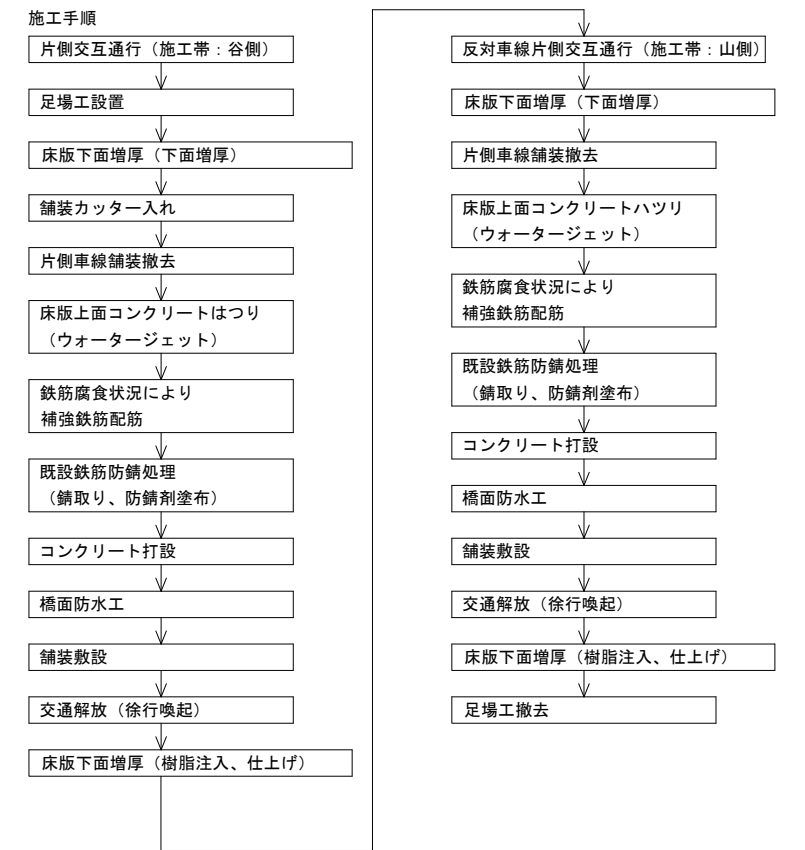 施工手順
片側交互通行（施工帯：谷側）
足場工設置
床版下面増厚（下面増厚）
舗装カッター入れ
片側車線舗装撤去
床版上面コンクリートはつり
（ウォータージェット）
鉄筋腐食状況により
補強鉄筋配筋
既設鉄筋防錆処理
（錆取り、防錆剤塗布）
コンクリート打設
橋面防水工
舗装敷設
交通解放（徐行喚起）
床版下面増厚（樹脂注入、仕上げ）
反対車線片側交互通行（施工帯：山側）
床版下面増厚（下面増厚）
片側車線舗装撤去
床版上面コンクリートハツリ
（ウォータージェット）
鉄筋腐食状況により
補強鉄筋配筋
既設鉄筋防錆処理
（錆取り、防錆剤塗布）
コンクリート打設
橋面防水工
舗装敷設
交通解放（徐行喚起）
床版下面増厚（樹脂注入、仕上げ）
足場工撤去